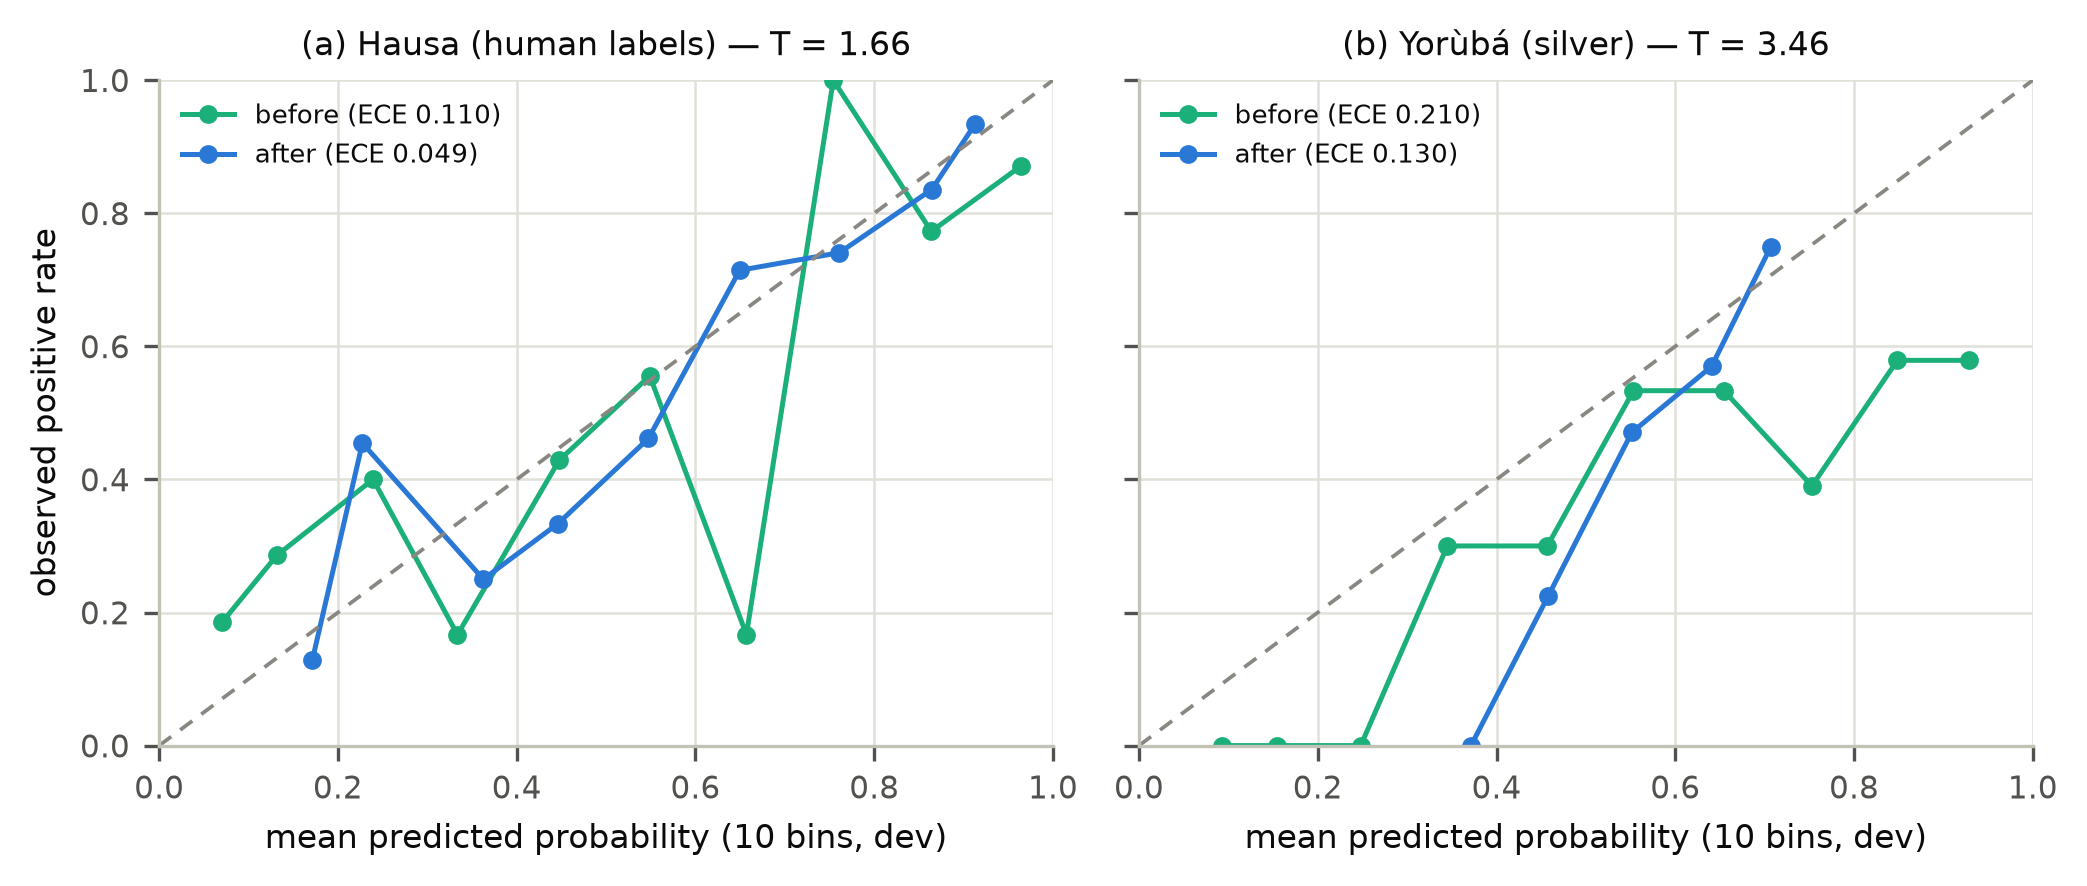 (a) Hausa (human labels) — T = 1.66
before (ECE 0.110)
after (ECE 0.049)
observed positive rate
1.0
0.8
0.6
0.4
0.2
0.0
0.0 0.2 0.4 0.6 0.8 1.0
mean predicted probability (10 bins, dev)
(b) Yorùbá (silver) — T = 3.46
before (ECE 0.210)
after (ECE 0.130)
0.0 0.2 0.4 0.6 0.8 1.0
mean predicted probability (10 bins, dev)